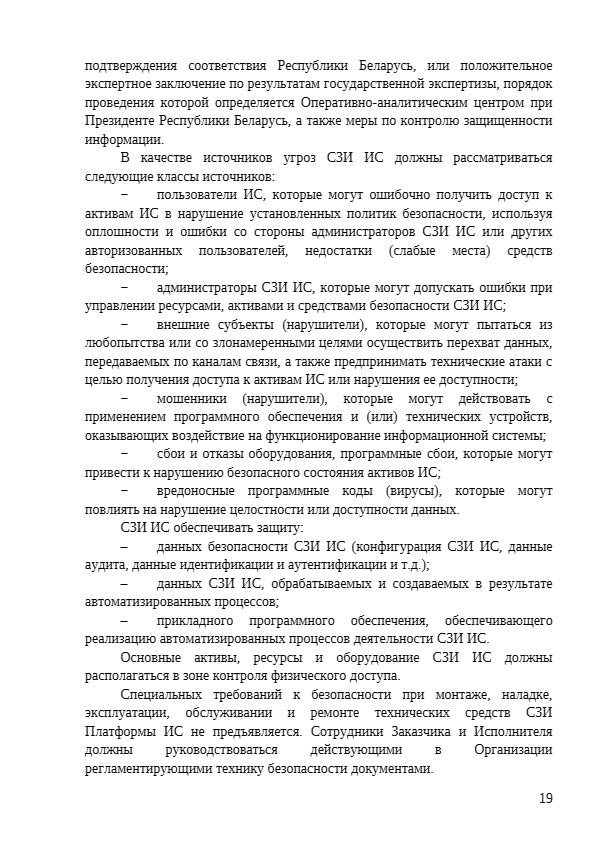 подтверждения соответствия Республики Беларусь, или положительное
экспертное заключение по результатам государственной экспертизы, порядок
проведения которой определяется Оперативно-аналитическим центром при
Президенте Республики Беларусь, а также меры по контролю защищенности
информации.
В качестве источников угроз СЗИ ИС должны рассматриваться
следующие классы источников:
− пользователи ИС, которые могут ошибочно получить доступ к
активам ИС в нарушение установленных политик безопасности, используя
оплошности и ошибки со стороны администраторов СЗИ ИС или других
авторизованных пользователей, недостатки (слабые места) средств
безопасности;
− администраторы СЗИ ИС, которые могут допускать ошибки при
управлении ресурсами, активами и средствами безопасности СЗИ ИС;
− внешние субъекты (нарушители), которые могут пытаться из
любопытства или со злонамеренными целями осуществить перехват данных,
передаваемых по каналам связи, а также предпринимать технические атаки с
целью получения доступа к активам ИС или нарушения ее доступности;
− мошенники (нарушители), которые могут действовать с
применением программного обеспечения и (или) технических устройств,
оказывающих воздействие на функционирование информационной системы;
− сбои и отказы оборудования, программные сбои, которые могут
привести к нарушению безопасного состояния активов ИС;
− вредоносные программные коды (вирусы), которые могут
повлиять на нарушение целостности или доступности данных.
СЗИ ИС обеспечивать защиту:
– данных безопасности СЗИ ИС (конфигурация СЗИ ИС, данные
аудита, данные идентификации и аутентификации и т.д.);
– данных СЗИ ИС, обрабатываемых и создаваемых в результате
автоматизированных процессов;
– прикладного программного обеспечения, обеспечивающего
реализацию автоматизированных процессов деятельности СЗИ ИС.
Основные активы, ресурсы и оборудование СЗИ ИС должны
располагаться в зоне контроля физического доступа.
Специальных требований к безопасности при монтаже, наладке,
эксплуатации, обслуживании и ремонте технических средств СЗИ
Платформы ИС не предъявляется. Сотрудники Заказчика и Исполнителя
должны руководствоваться действующими в Организации
регламентирующими технику безопасности документами.
19